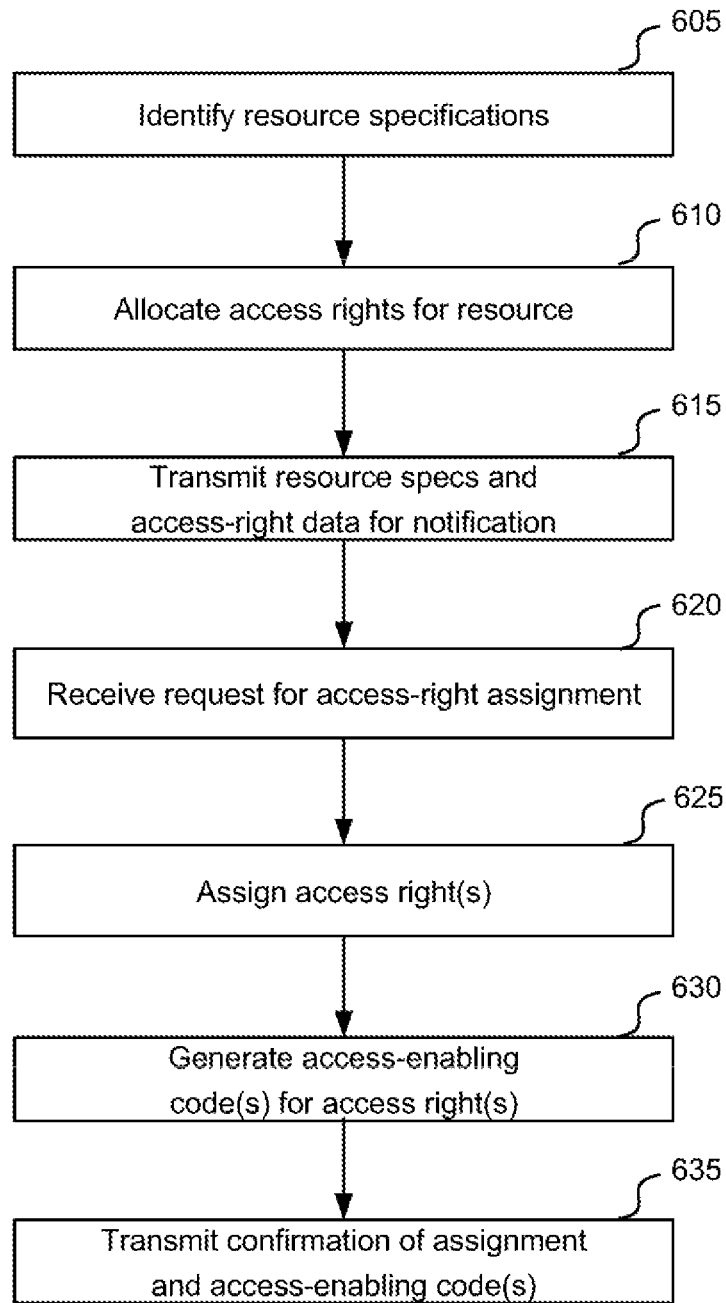 605
Identify resource specifications
610
Allocate access rights for resource
615
Transmit resource specs and
access-right data for notification
620
Receive request for access-right assignment
625
Assign access right(s)
630
Generate access-enabling
code(s) for access right(s)
635
Transmit confirmation of assignment
and access-enabling code(s)